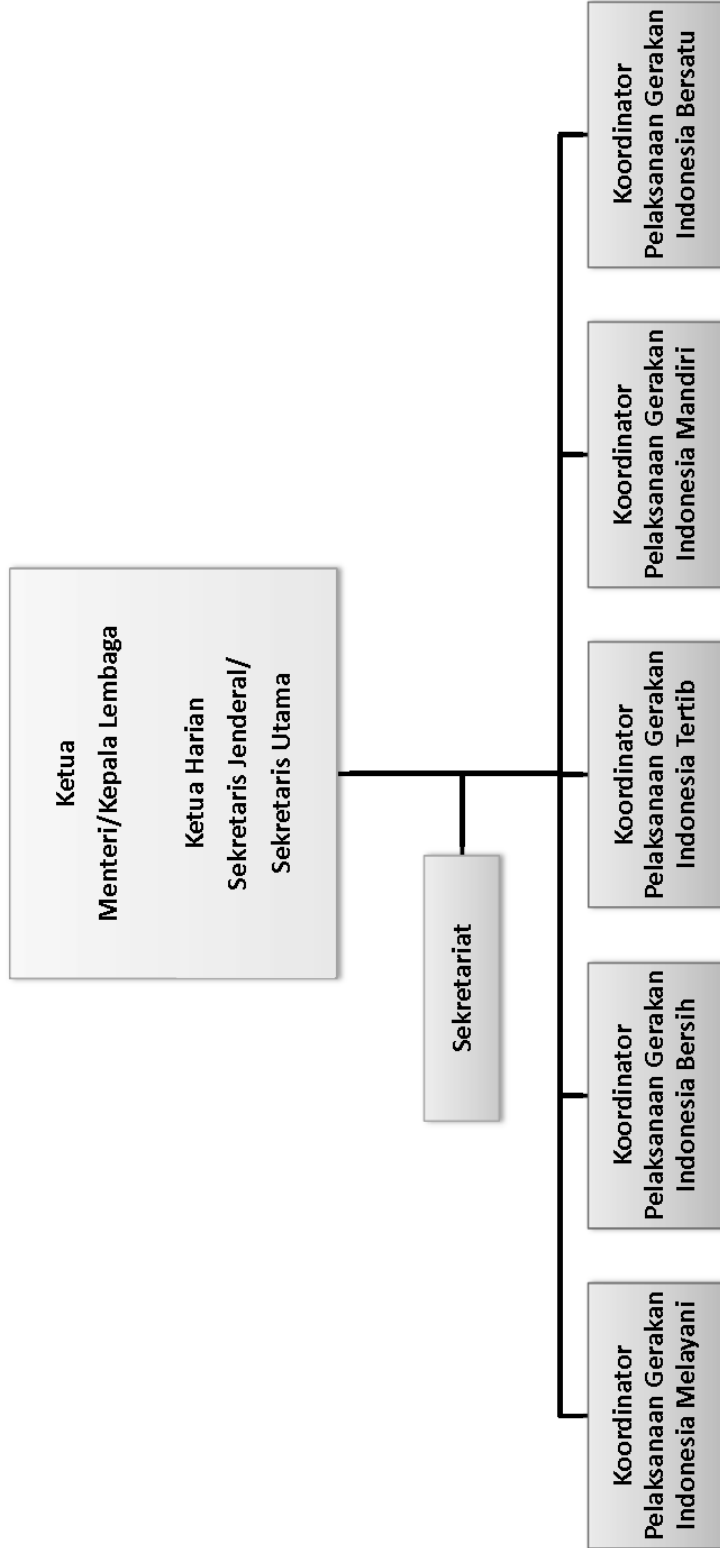 Ketua
Menteri/Kepala Lembaga
Ketua Harian
Sekretaris Jenderal/
Sekretaris Utama
Sekretariat
Koordinator
Pelaksanaan Gerakan
Indonesia Melayani
Koordinator
Pelaksanaan Gerakan
Indonesia Bersih
Koordinator
Pelaksanaan Gerakan
Indonesia Tertib
Koordinator
Pelaksanaan Gerakan
Indonesia Mandiri
Koordinator
Pelaksanaan Gerakan
Indonesia Bersatu